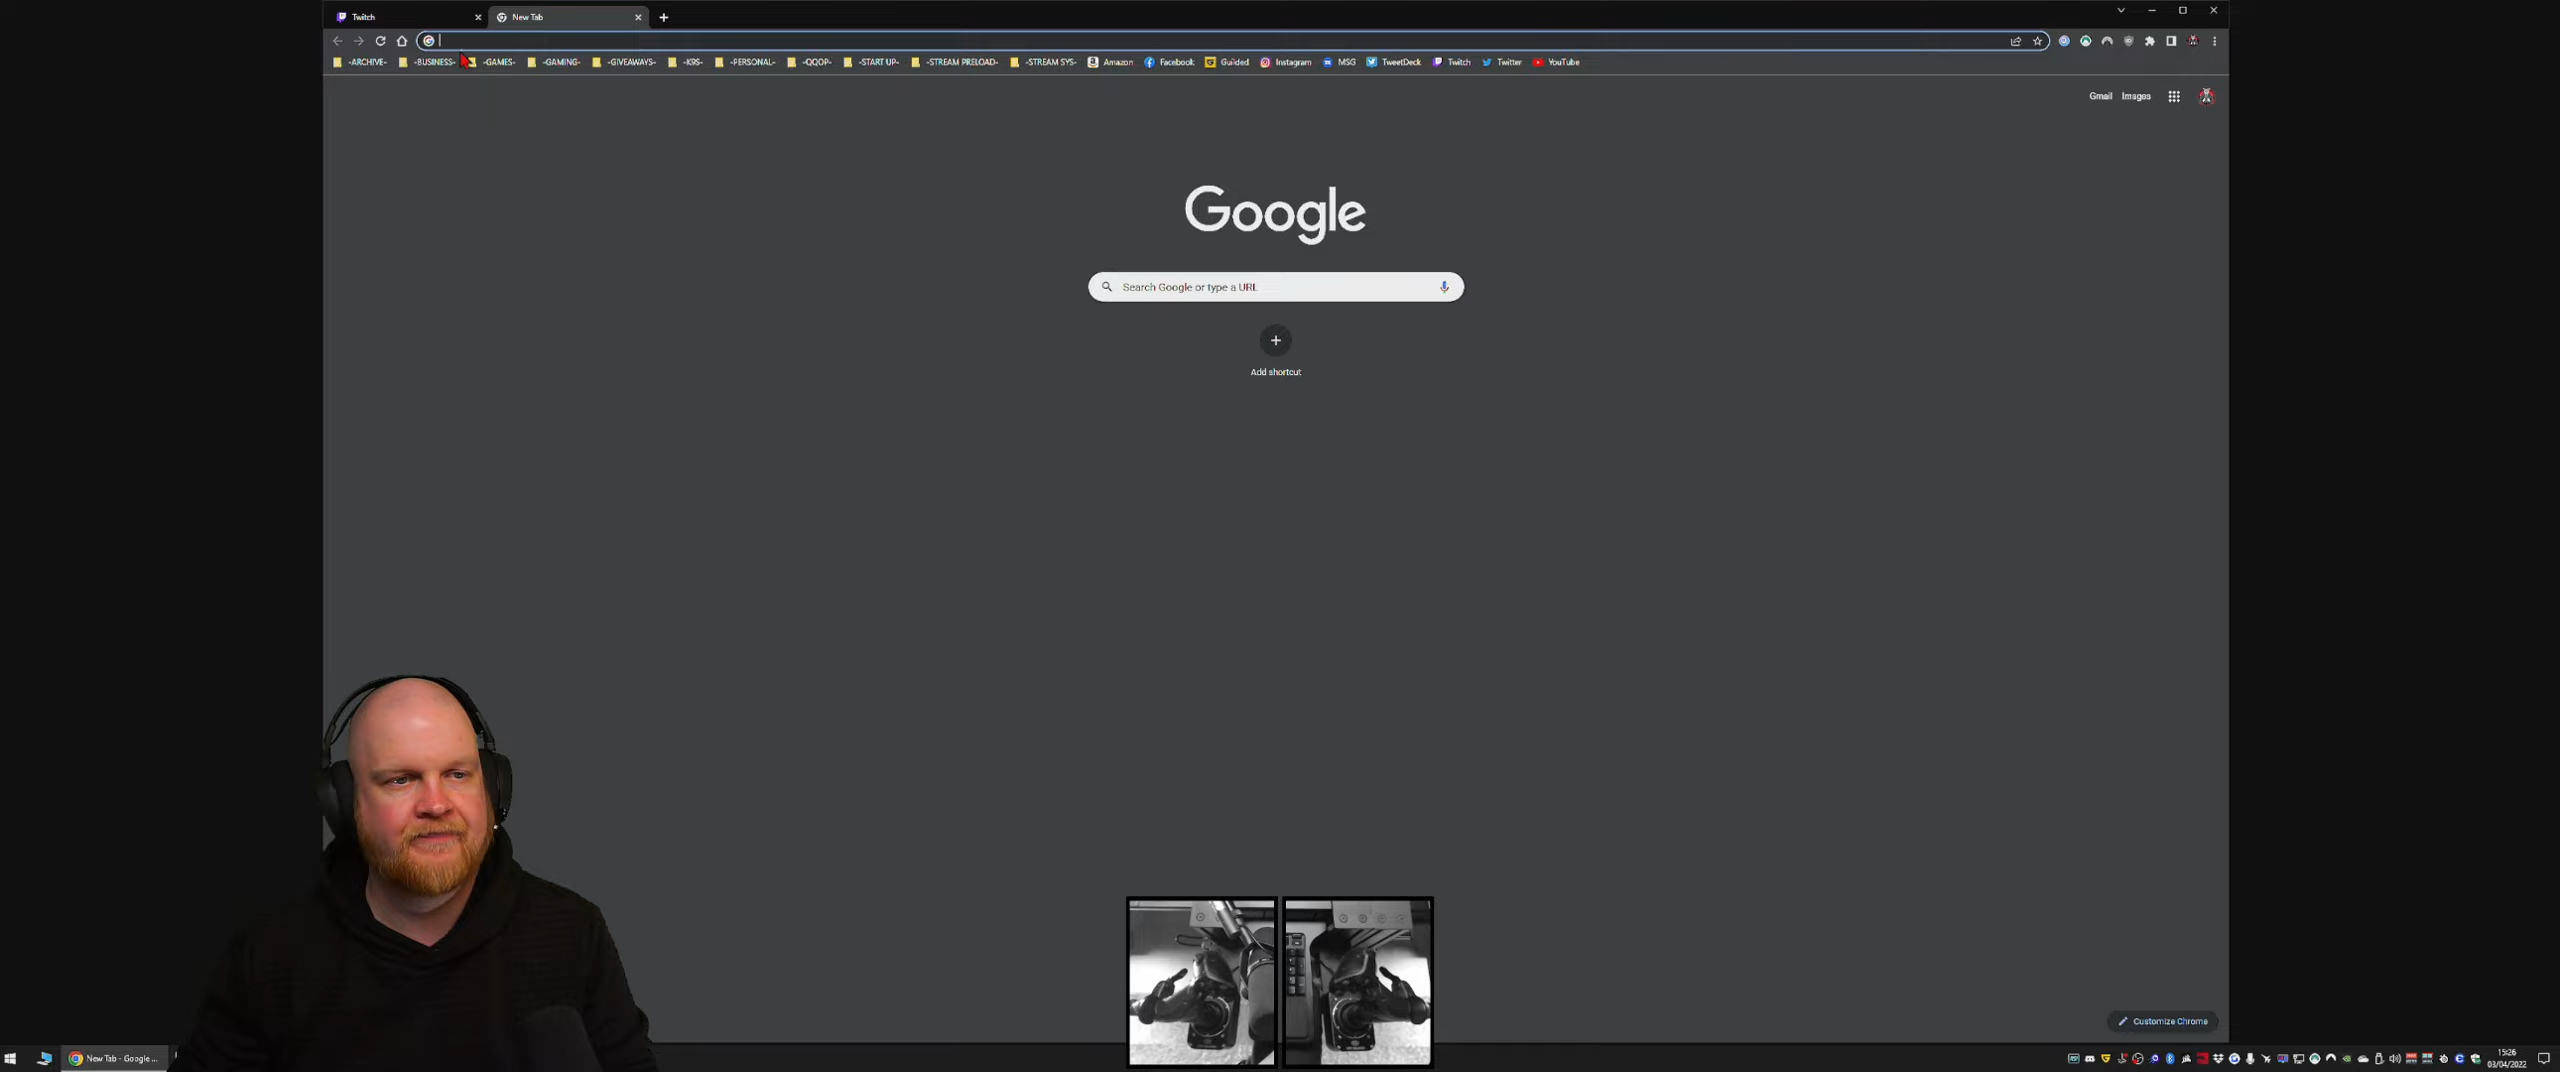 Twitch
New Tab
-ARCHIVE- -BUSINESS- -GAMES- -GAMING- -GIVEAWAYS- -K9S- -PERSONAL- -QQOP- -START UP- -STREAM PRELOAD- -STREAM SYS- Amazon Facebook Guilded Instagram MSG TweetDeck Twitch Twitter YouTube
Gmail Images
Google
Search Google or type a URL
Add shortcut
Customize Chrome
New Tab - Google ...
15:26
03/04/2022